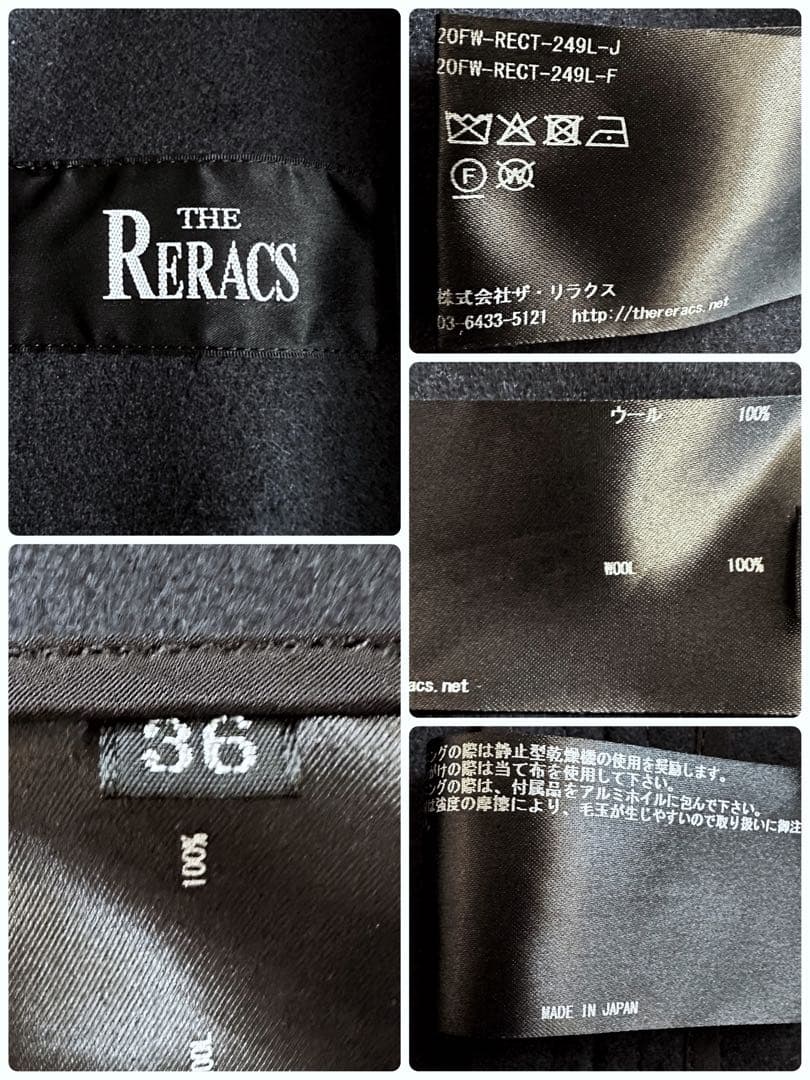 THE
RERACS
20FW-RECT-249L-J
20FW-RECT-249L-F
F
W
株式会社ザ・リラクス
03-6433-5121 http://thereracs.net
ウール 100%
WOOL 100%
acs.net
36
100%
OOL
ングの際は静止型乾燥機の使用を奨励します。
がけの際は当て布を使用して下さい。
ングの際は、付属品をアルミホイルに包んで下さい。
は強度の摩擦により、毛玉が生じやすいので取り扱いに御注
MADE IN JAPAN